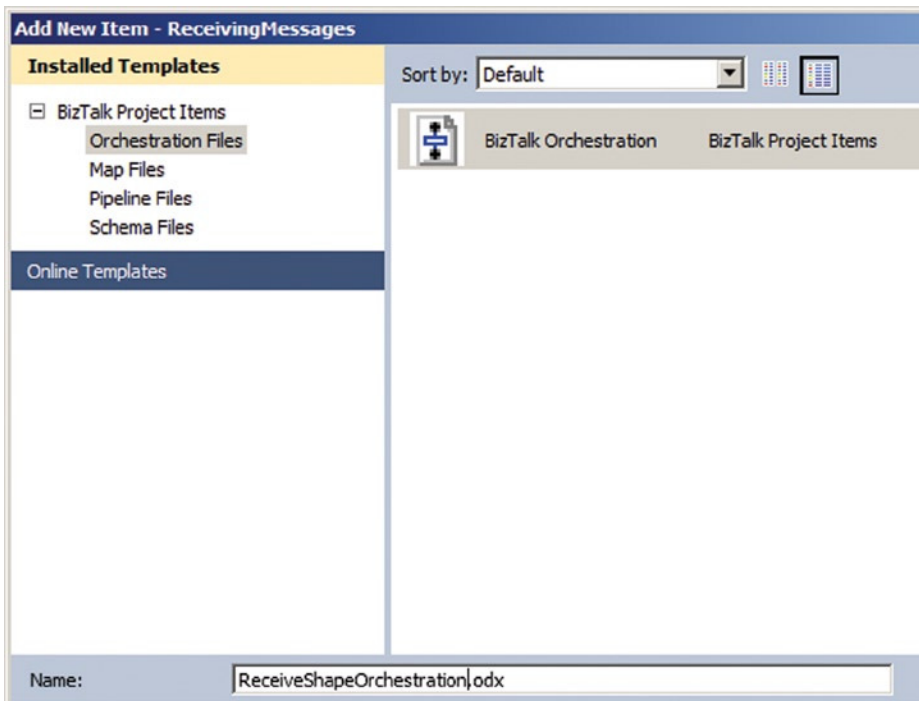 Add New Item - ReceivingMessages
Installed Templates
BizTalk Project Items
Orchestration Files
Map Files
Pipeline Files
Schema Files
Online Templates
Sort by: Default
BizTalk Orchestration BizTalk Project Items
Name: ReceiveShapeOrchestration.odx